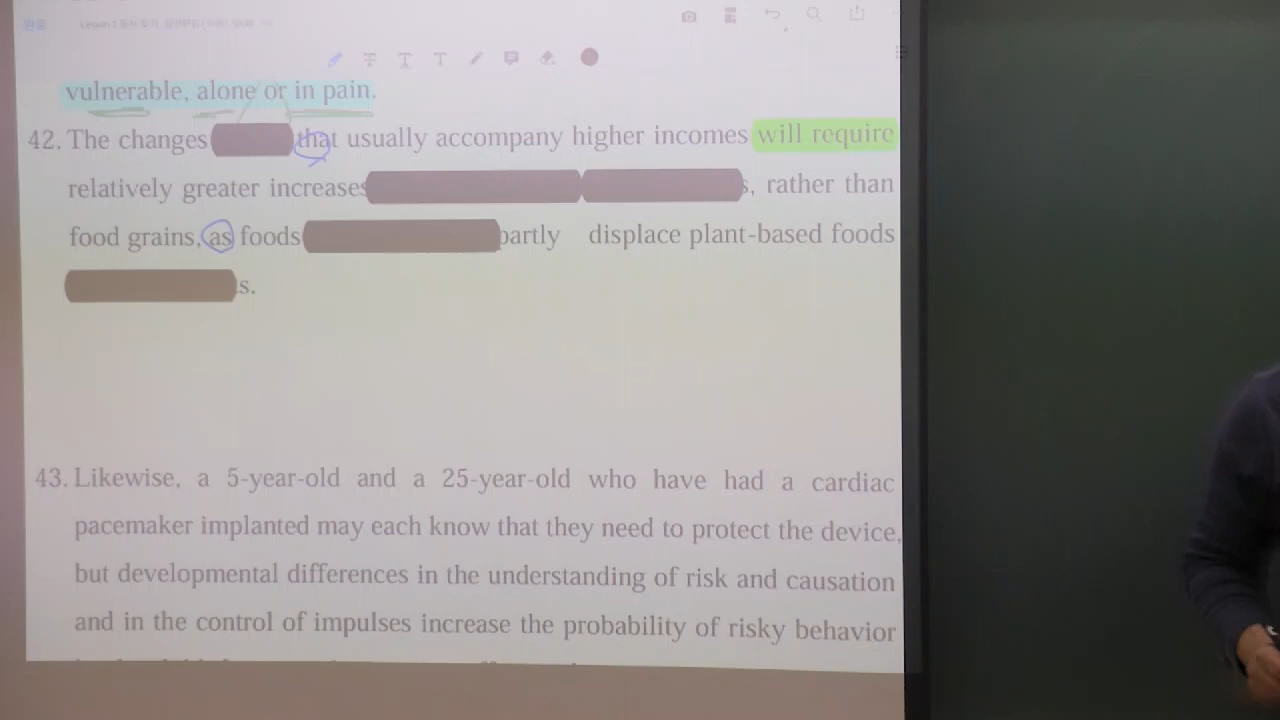 vulnerable, alone or in pain.
42. The changes that usually accompany higher incomes will require
relatively greater increases s, rather than
food grains, as foods partly displace plant-based foods
s.
43. Likewise, a 5-year-old and a 25-year-old who have had a cardiac
pacemaker implanted may each know that they need to protect the device,
but developmental differences in the understanding of risk and causation
and in the control of impulses increase the probability of risky behavior